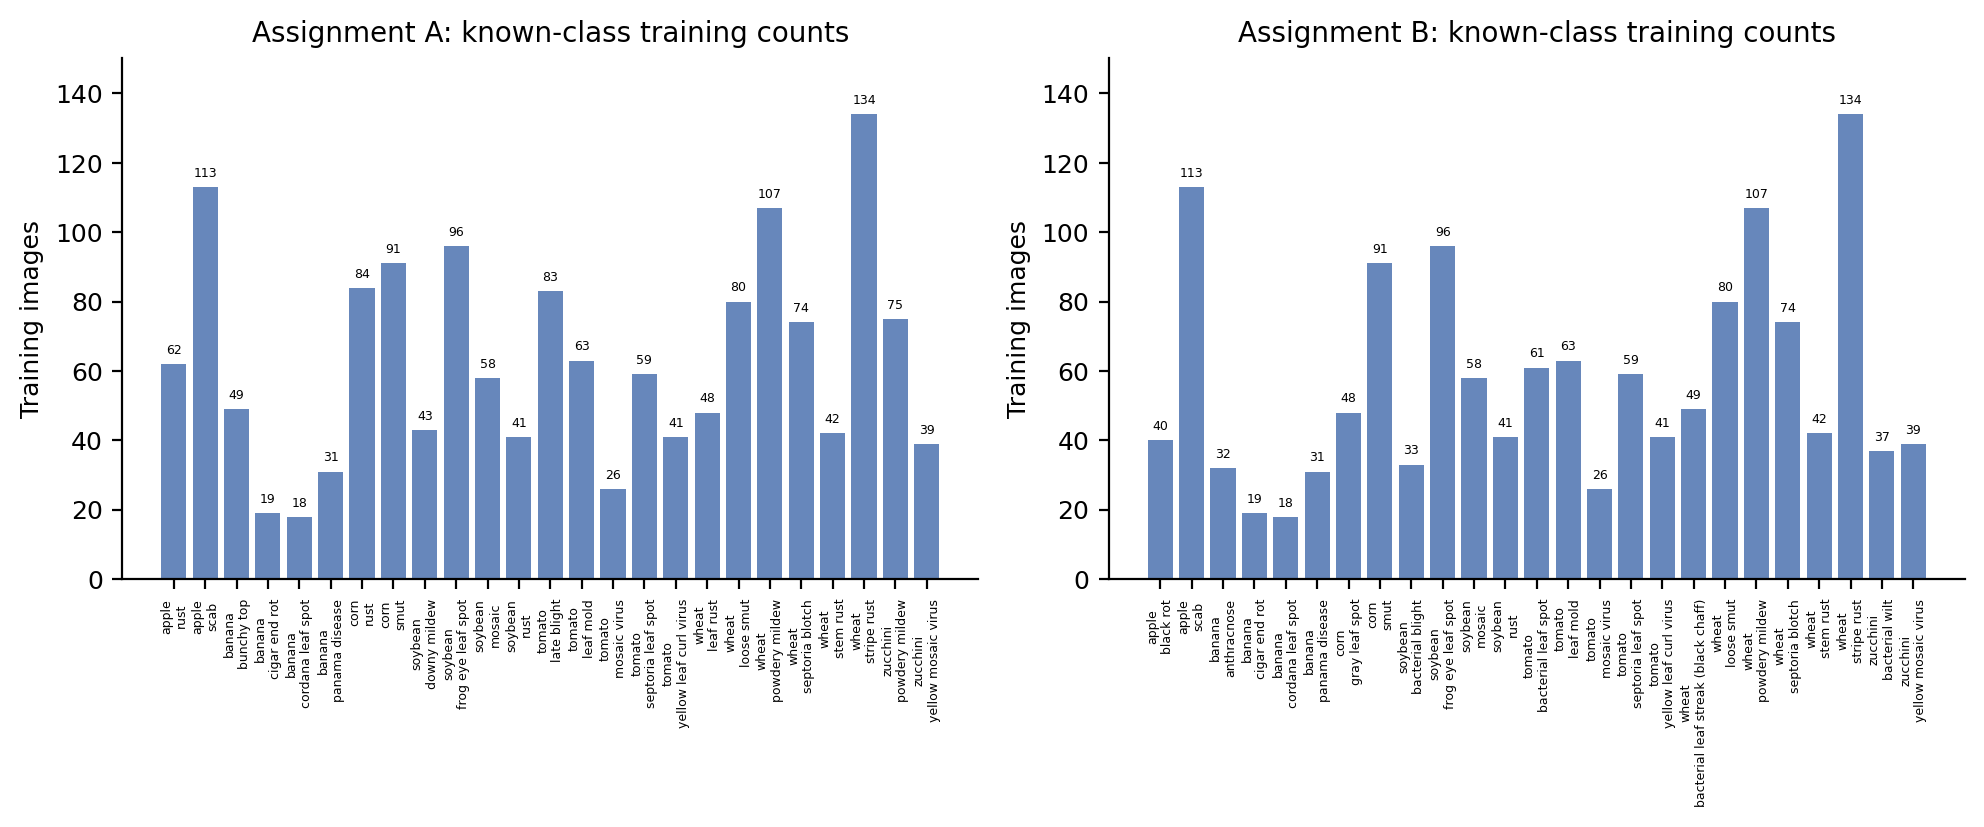 Assignment A: known-class training counts
Training images
140
120
100
80
60
40
20
0
62
113
49
19
18
31
84
91
43
96
58
41
83
63
26
59
41
48
80
107
74
42
134
75
39
apple
rust
apple
scab
banana
bunchy top
banana
cigar end rot
banana
cordana leaf spot
banana
panama disease
corn
rust
corn
smut
soybean
downy mildew
soybean
frog eye leaf spot
soybean
mosaic
soybean
rust
tomato
late blight
tomato
leaf mold
tomato
mosaic virus
tomato
septoria leaf spot
tomato
yellow leaf curl virus
wheat
leaf rust
wheat
loose smut
wheat
powdery mildew
wheat
septoria blotch
wheat
stem rust
wheat
stripe rust
zucchini
powdery mildew
zucchini
yellow mosaic virus
Assignment B: known-class training counts
Training images
140
120
100
80
60
40
20
0
40
113
32
19
18
31
48
91
33
96
58
41
61
63
26
59
41
49
80
107
74
42
134
37
39
apple
black rot
apple
scab
banana
anthracnose
banana
cigar end rot
banana
cordana leaf spot
banana
panama disease
corn
gray leaf spot
corn
smut
soybean
bacterial blight
soybean
frog eye leaf spot
soybean
mosaic
soybean
rust
tomato
bacterial leaf spot
tomato
leaf mold
tomato
mosaic virus
tomato
septoria leaf spot
tomato
yellow leaf curl virus
wheat
bacterial leaf streak (black chaff)
wheat
loose smut
wheat
powdery mildew
wheat
septoria blotch
wheat
stem rust
wheat
stripe rust
zucchini
bacterial wilt
zucchini
yellow mosaic virus